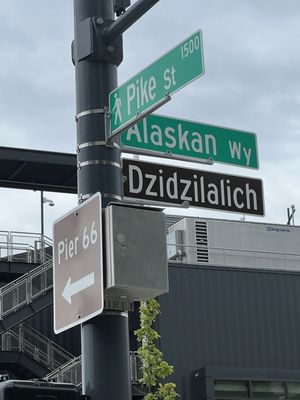 1500
Pike St
Alaskan Wy
Dzidzilalich
Pier 66